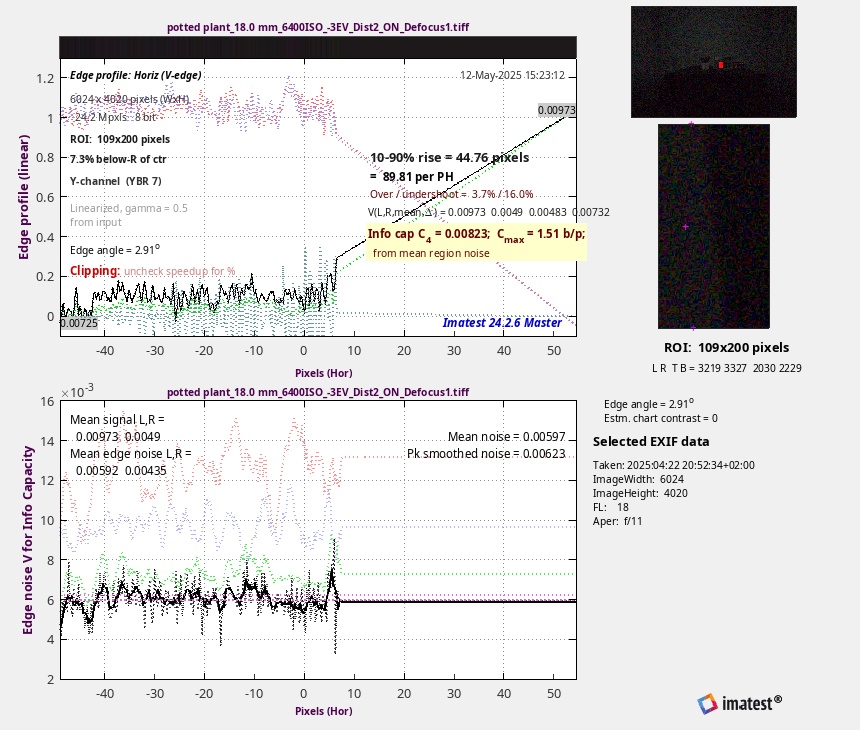 potted plant_18.0 mm_6400ISO_-3EV_Dist2_ON_Defocus1.tiff
Edge profile: Horiz (V-edge)
12-May-2025 15:23:12
6024 x 4020 pixels (WxH)
24.2 Mpxls 8 bit
ROI: 109x200 pixels
7.3% below-R of ctr
Y-channel (YBR 7)
Linearized, gamma = 0.5
from input
Edge angle = 2.91°
Clipping: uncheck speedup for %
0.00973
10-90% rise = 44.76 pixels
= 89.81 per PH
Over / undershoot = 3.7% / 16.0%
V(L,R,mean,Δ) = 0.00973 0.0049 0.00483 0.00732
Info cap C4 = 0.00823; Cmax = 1.51 b/p;
from mean region noise
0.00725
Imatest 24.2.6 Master
Edge profile (linear)
1.2
1
0.8
0.6
0.4
0.2
0
-40 -30 -20 -10 0 10 20 30 40 50
Pixels (Hor)
potted plant_18.0 mm_6400ISO_-3EV_Dist2_ON_Defocus1.tiff
×10-3
Mean signal L,R =
0.00973 0.0049
Mean edge noise L,R =
0.00592 0.00435
Mean noise = 0.00597
Pk smoothed noise = 0.00623
Edge noise V for Info Capacity
16
14
12
10
8
6
4
2
-40 -30 -20 -10 0 10 20 30 40 50
Pixels (Hor)
ROI: 109x200 pixels
L R T B = 3219 3327 2030 2229
Edge angle = 2.91°
Estm. chart contrast = 0
Selected EXIF data
Taken: 2025:04:22 20:52:34+02:00
ImageWidth: 6024
ImageHeight: 4020
FL: 18
Aper: f/11
imatest®